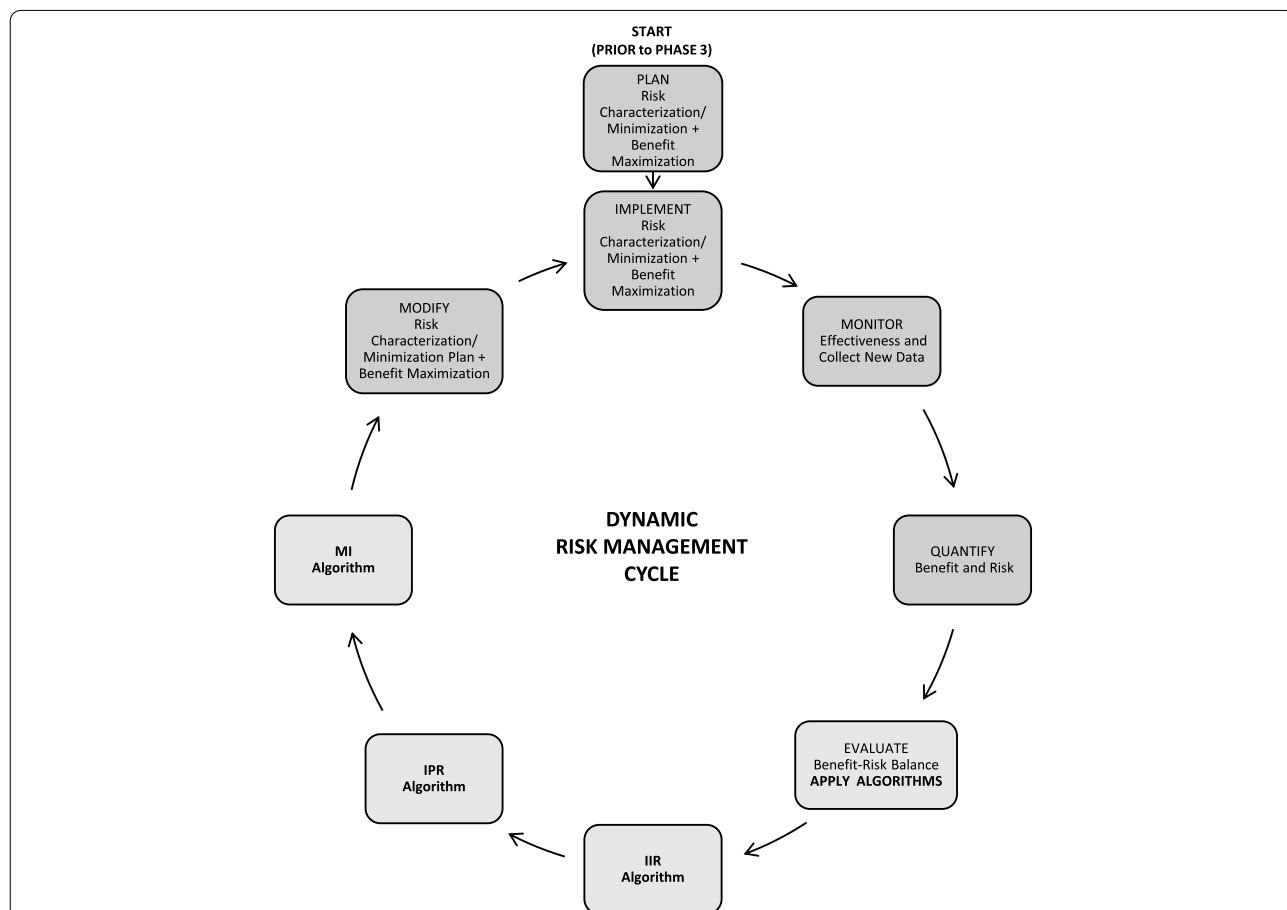 START
(PRIOR to PHASE 3)
PLAN
Risk
Characterization/
Minimization +
Benefit
Maximization
IMPLEMENT
Risk
Characterization/
Minimization +
Benefit
Maximization
MONITOR
Effectiveness and
Collect New Data
QUANTIFY
Benefit and Risk
EVALUATE
Benefit-Risk Balance
APPLY ALGORITHMS
IIR
Algorithm
IPR
Algorithm
MI
Algorithm
MODIFY
Risk
Characterization/
Minimization Plan +
Benefit Maximization
DYNAMIC
RISK MANAGEMENT
CYCLE